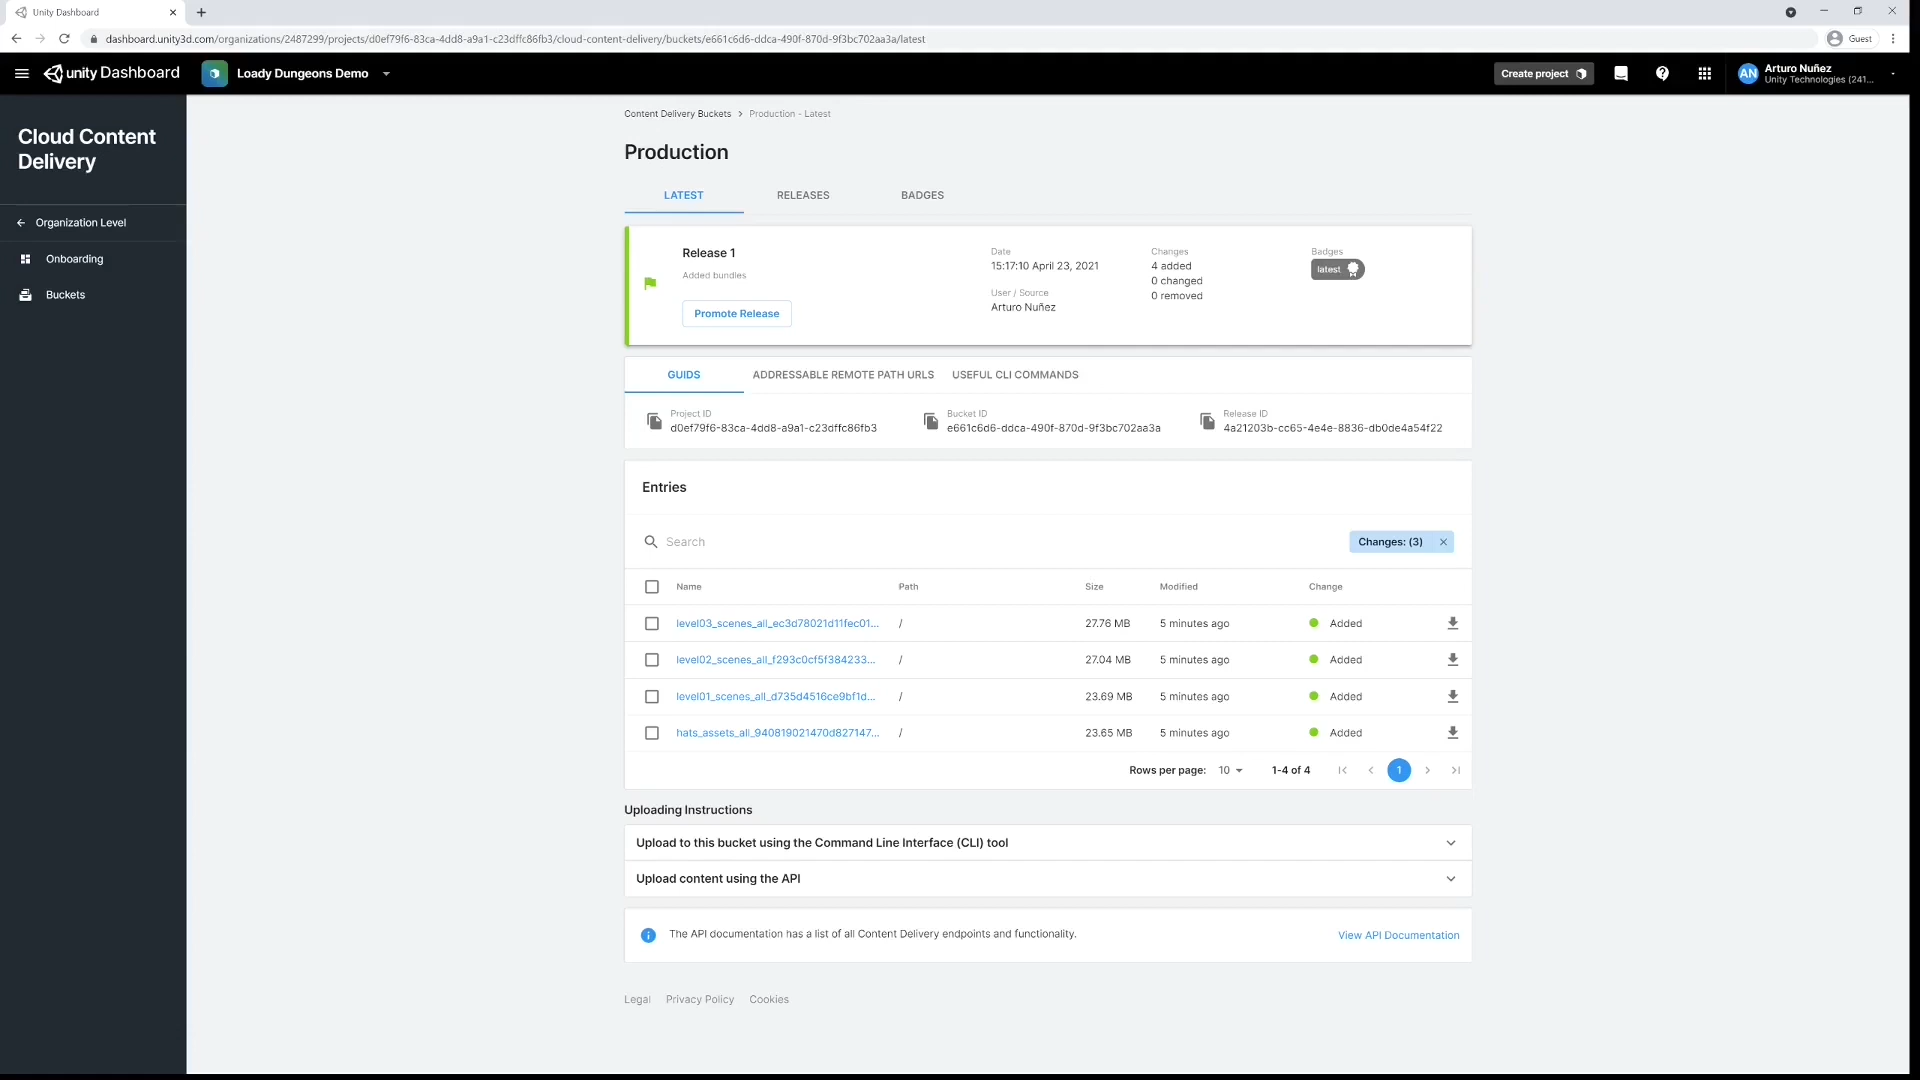 Unity Dashboard
dashboard.unity3d.com/organizations/2487299/projects/d0ef79f6-83ca-4dd8-a9a1-c23dffc86fb3/cloud-content-delivery/buckets/e661c6d6-ddca-490f-870d-9f3bc702aa3a/latest
Guest
unity Dashboard
Loady Dungeons Demo
Create project
AN
Arturo Nuñez
Unity Technologies (241...
Cloud Content
Delivery
Organization Level
Onboarding
Buckets
Content Delivery Buckets > Production - Latest
Production
LATEST RELEASES BADGES
Release 1
Added bundles
Promote Release
Date
15:17:10 April 23, 2021
User / Source
Arturo Nuñez
Changes
4 added
0 changed
0 removed
Badges
latest
GUIDS ADDRESSABLE REMOTE PATH URLS USEFUL CLI COMMANDS
Project ID
d0ef79f6-83ca-4dd8-a9a1-c23dffc86fb3
Bucket ID
e661c6d6-ddca-490f-870d-9f3bc702aa3a
Release ID
4a21203b-cc65-4e4e-8836-db0de4a54f22
Entries
Search
Changes: (3)
Name Path Size Modified Change
level03_scenes_all_ec3d78021d11fec01... / 27.76 MB 5 minutes ago Added
level02_scenes_all_f293c0cf5f384233... / 27.04 MB 5 minutes ago Added
level01_scenes_all_d735d4516ce9bf1d... / 23.69 MB 5 minutes ago Added
hats_assets_all_940819021470d827147... / 23.65 MB 5 minutes ago Added
Rows per page: 10 1-4 of 4 1
Uploading Instructions
Upload to this bucket using the Command Line Interface (CLI) tool
Upload content using the API
The API documentation has a list of all Content Delivery endpoints and functionality.
View API Documentation
Legal Privacy Policy Cookies